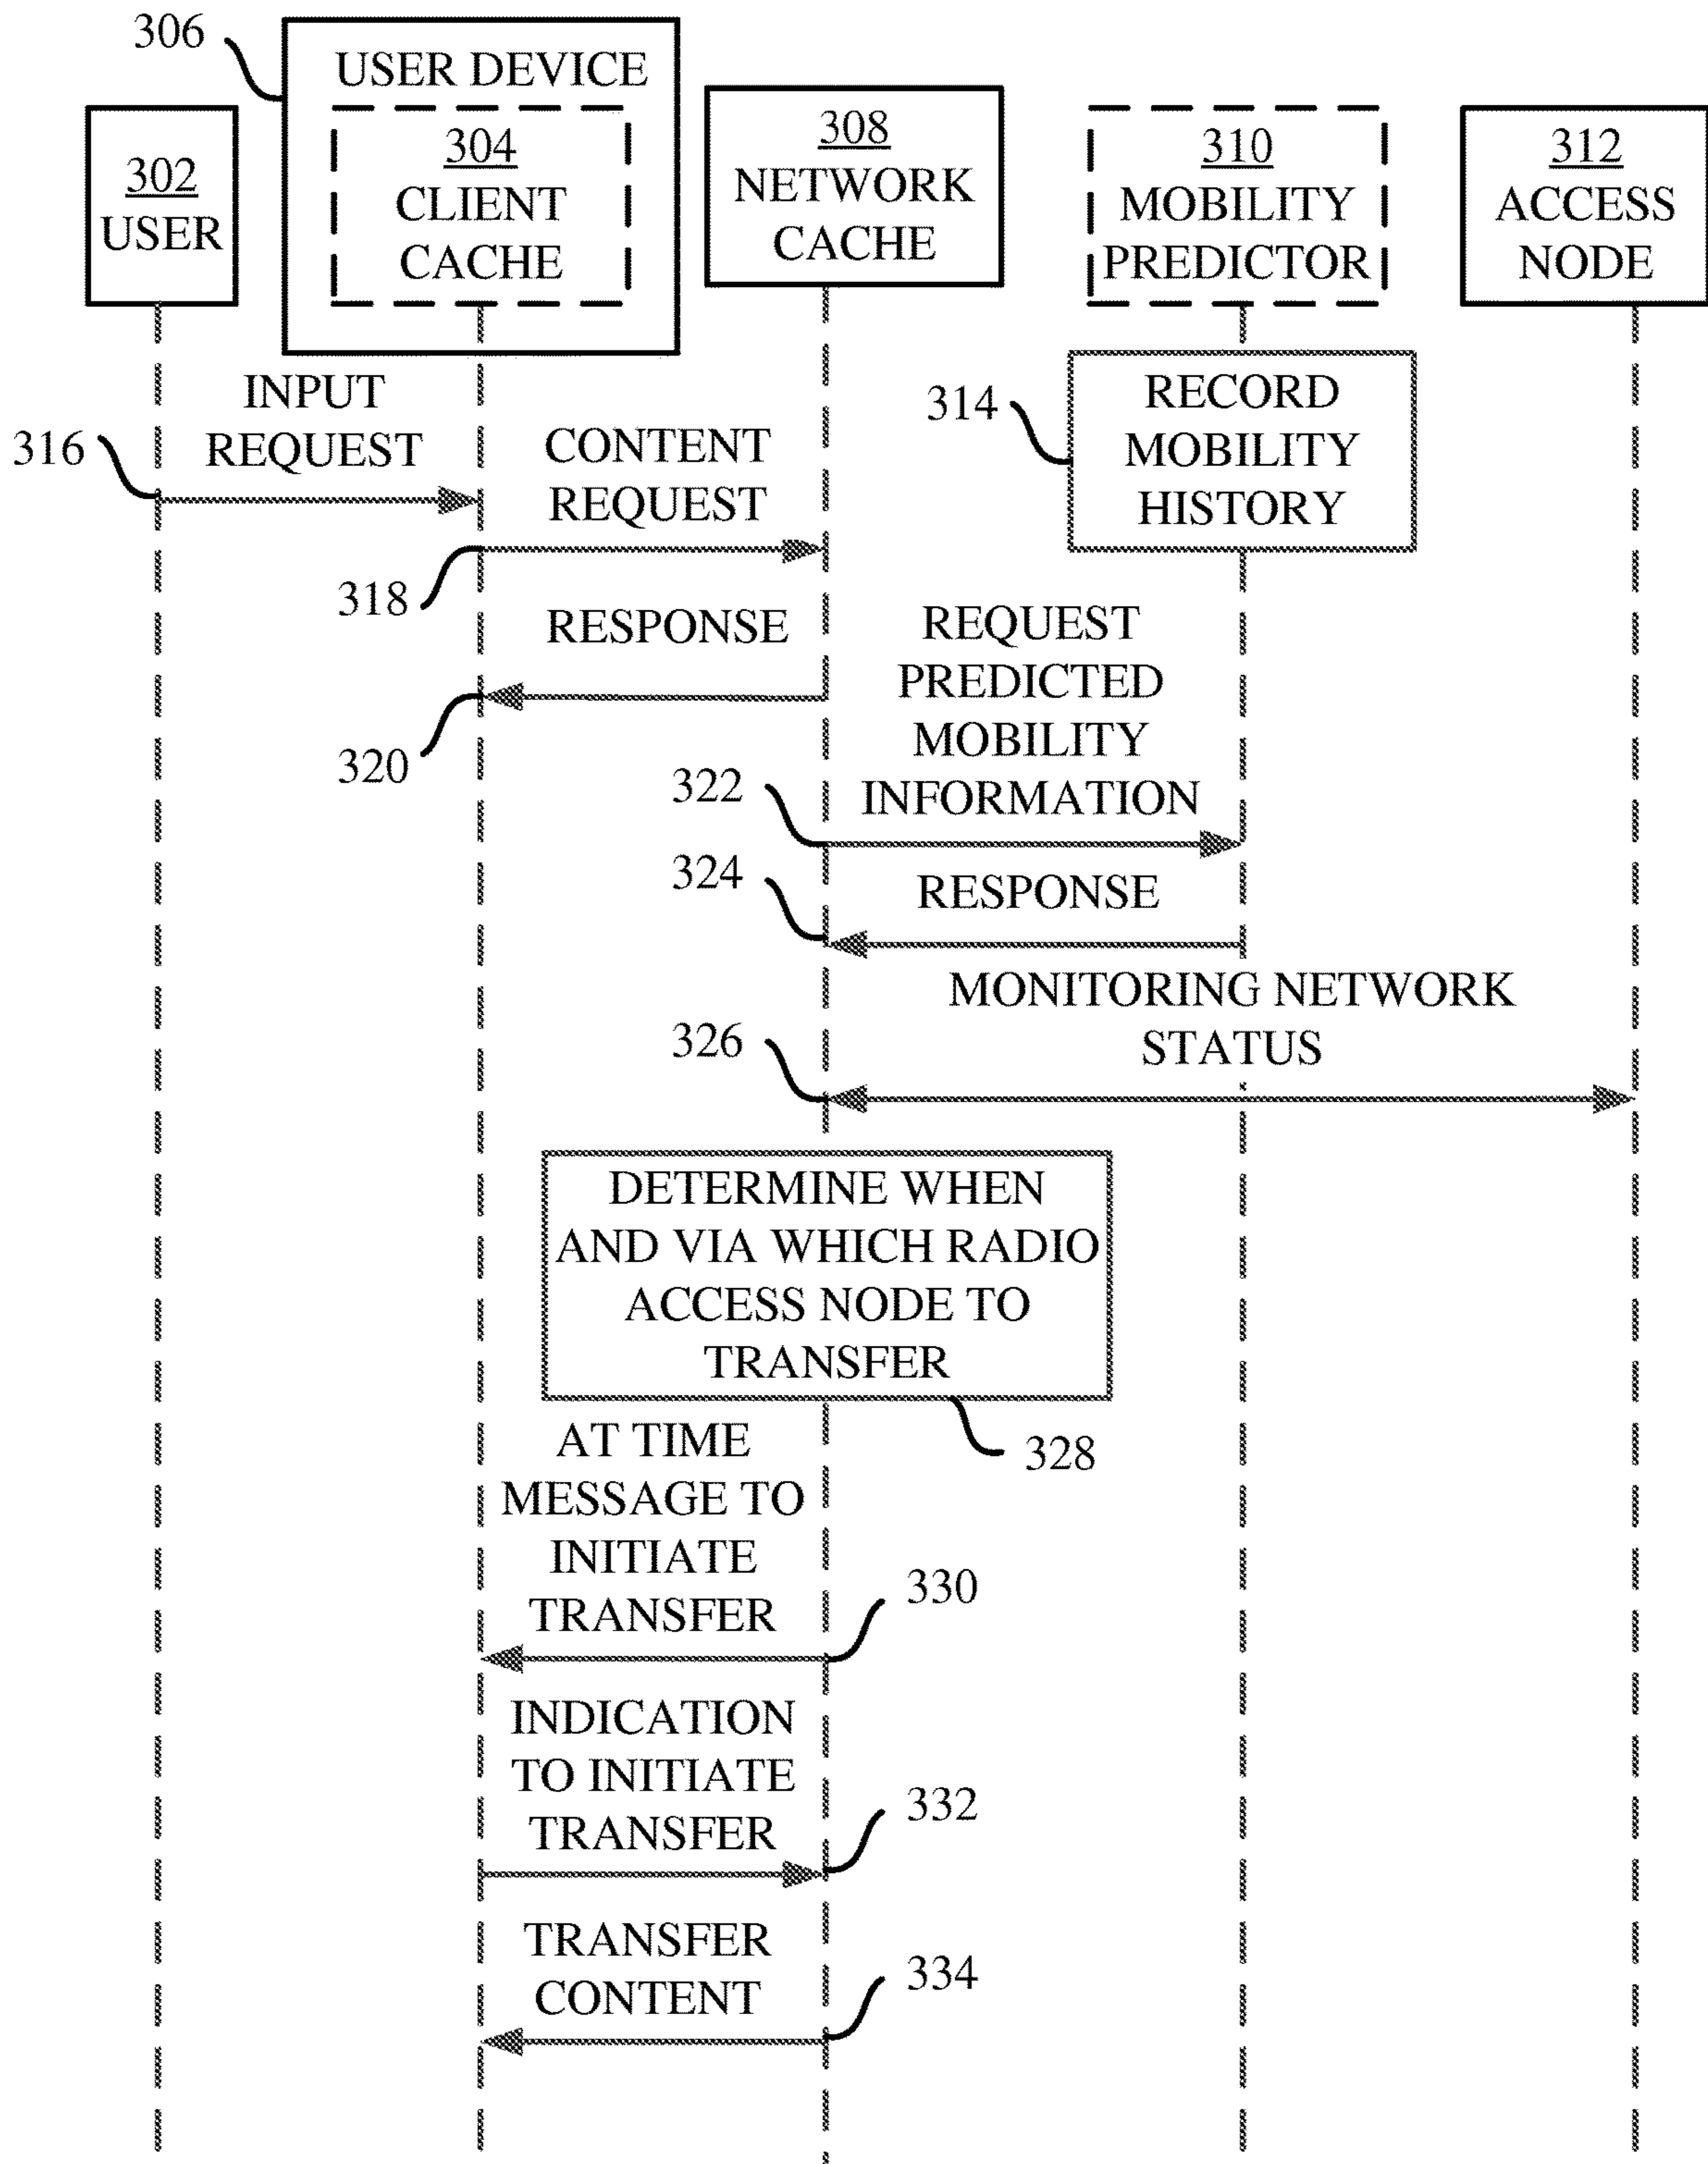 306
USER DEVICE
302
USER
304
CLIENT
CACHE
308
NETWORK
CACHE
310
MOBILITY
PREDICTOR
312
ACCESS
NODE
314
RECORD
MOBILITY
HISTORY
316
INPUT
REQUEST
318
CONTENT
REQUEST
320
RESPONSE
322
REQUEST
PREDICTED
MOBILITY
INFORMATION
324
RESPONSE
326
MONITORING NETWORK
STATUS
DETERMINE WHEN
AND VIA WHICH RADIO
ACCESS NODE TO
TRANSFER
328
AT TIME
MESSAGE TO
INITIATE
TRANSFER
330
INDICATION
TO INITIATE
TRANSFER
332
TRANSFER
CONTENT
334